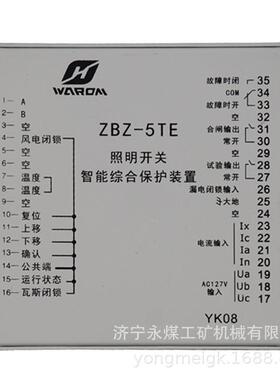 WAROM
ZBZ-5TE
照明开关
智能综合保护装置
1- A
2- B
3- 空
4- 风电闭锁
5- 空
6- 空
7- 温度
8- 温度
9- 空
10- 复位
11- 上移
12- 下移
13- 确认
14- 公共端
15- 运行状态
16- 瓦斯闭锁
故障时闭 35
COM 34
故障时开 33
空 32
合闸输出 31
常开 30
空 29
试验输出 28
常开 27
漏电闭锁输入 26
大地 25
空 24
电流输入
Ix 23
Ic 22
Ia 21
In 20
AC127V
输入
Ua 19
Ub 18
Uc 17
YK08
济宁永煤工矿机械有限
yongmeigk.1688.co